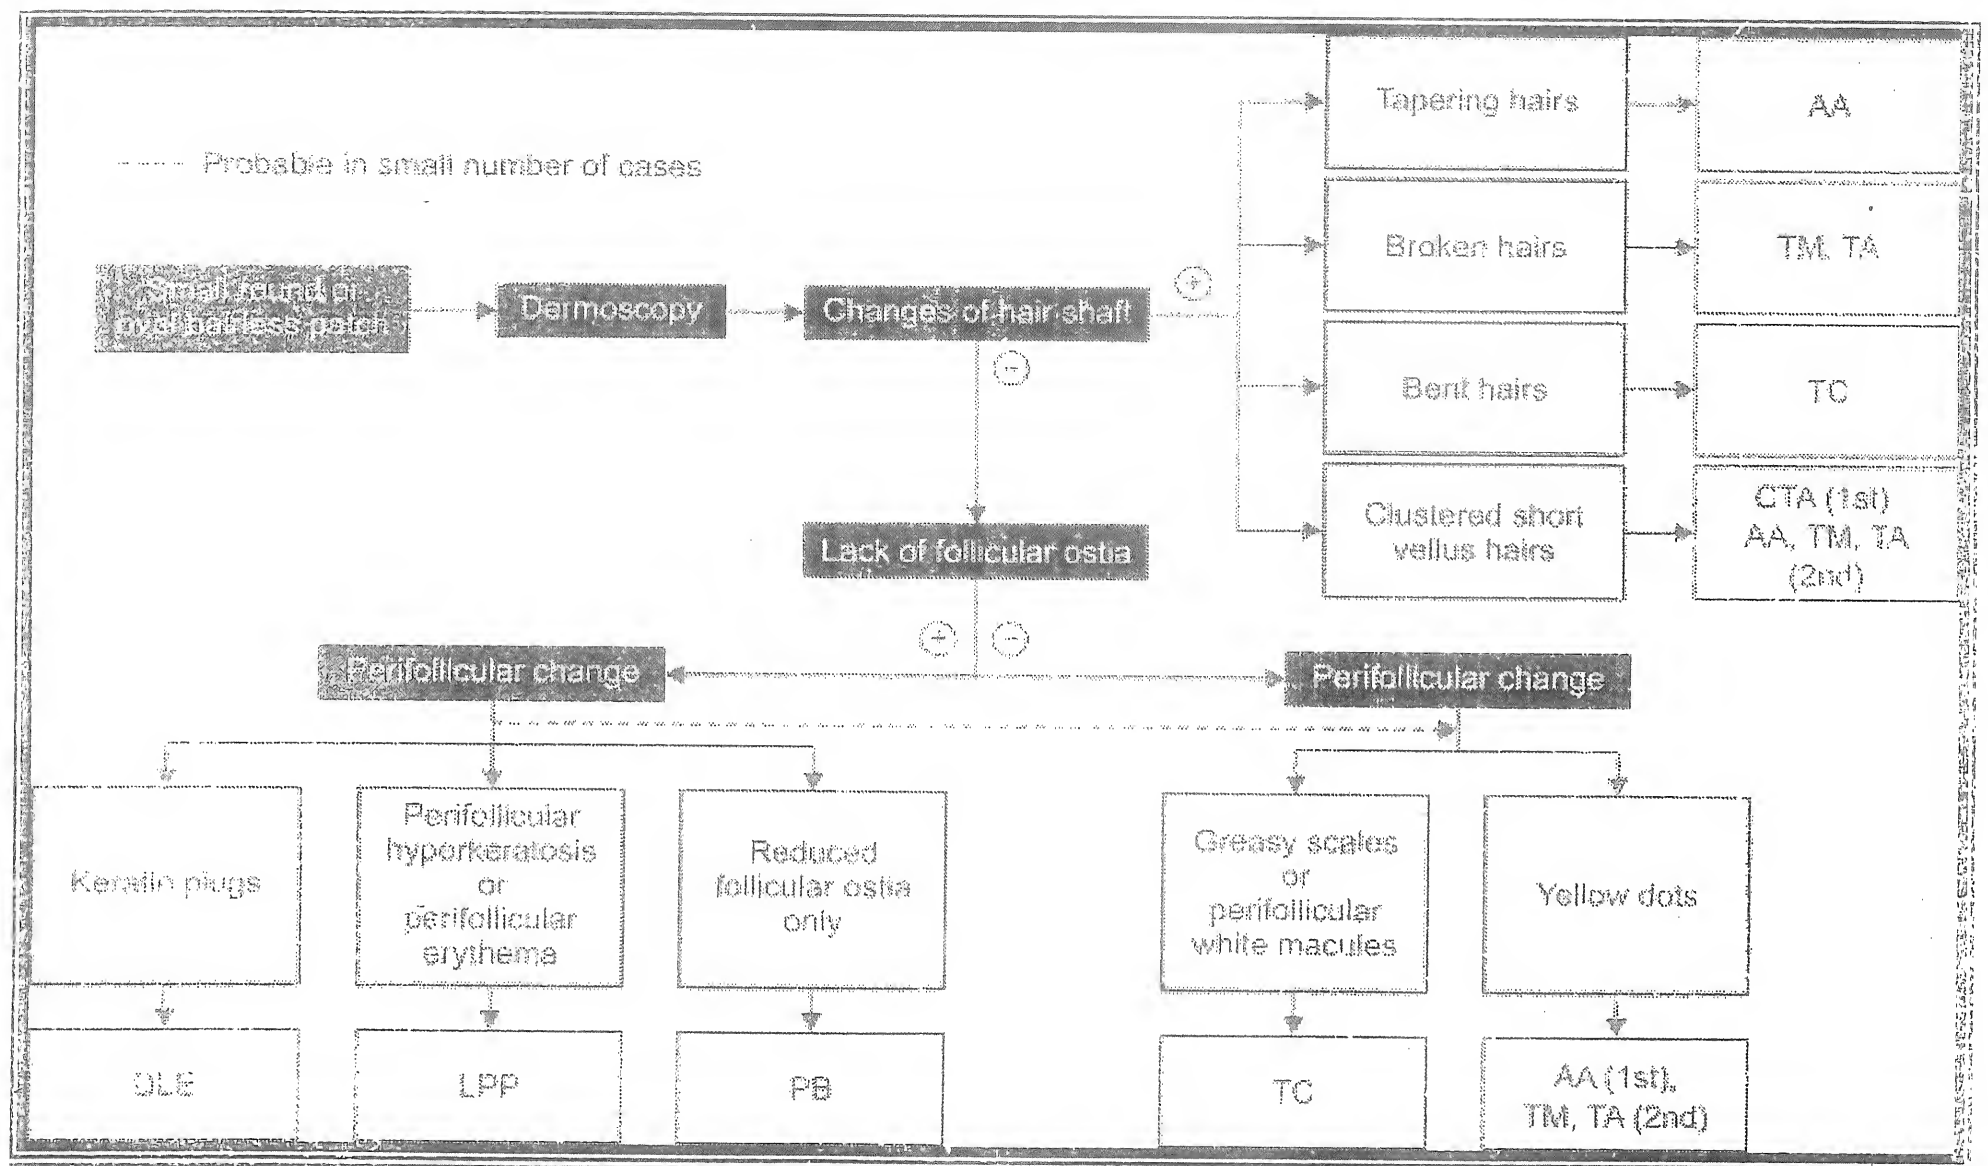 Tapering hairs
AA
Probable in small number of cases
Broken hairs
TM, TA
Small round or
oval hairless patch
Dermoscopy
Changes of hair shaft
+
−
Bent hairs
TC
Clustered short
vellus hairs
CTA (1st)
AA, TM, TA
(2nd)
Lack of follicular ostia
+
−
Perifollicular change
Perifollicular change
Keratin plugs
Perifollicular
hyporkeratosis
or
perifollicular
erythema
Reduced
follicular ostia
only
Greasy scales
or
perifollicular
white macules
Yellow dots
DLE
LPP
PB
TC
AA (1st),
TM, TA (2nd)